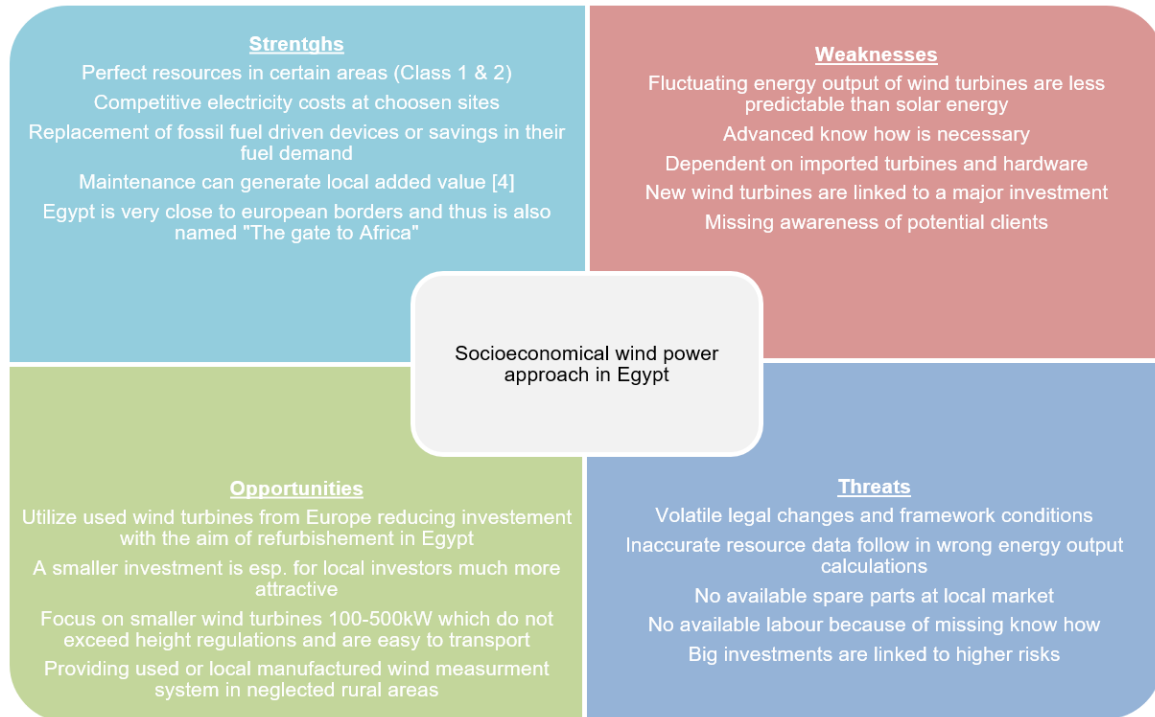 Strentghs
Perfect resources in certain areas (Class 1 & 2)
Competitive electricity costs at choosen sites
Replacement of fossil fuel driven devices or savings in their
fuel demand
Maintenance can generate local added value [4]
Egypt is very close to european borders and thus is also
named "The gate to Africa"
Weaknesses
Fluctuating energy output of wind turbines are less
predictable than solar energy
Advanced know how is necessary
Dependent on imported turbines and hardware
New wind turbines are linked to a major investment
Missing awareness of potential clients
Socioeconomical wind power
approach in Egypt
Opportunities
Utilize used wind turbines from Europe reducing investement
with the aim of refurbishement in Egypt
A smaller investment is esp. for local investors much more
attractive
Focus on smaller wind turbines 100-500kW which do not
exceed height regulations and are easy to transport
Providing used or local manufactured wind measurment
system in neglected rural areas
Threats
Volatile legal changes and framework conditions
Inaccurate resource data follow in wrong energy output
calculations
No available spare parts at local market
No available labour because of missing know how
Big investments are linked to higher risks